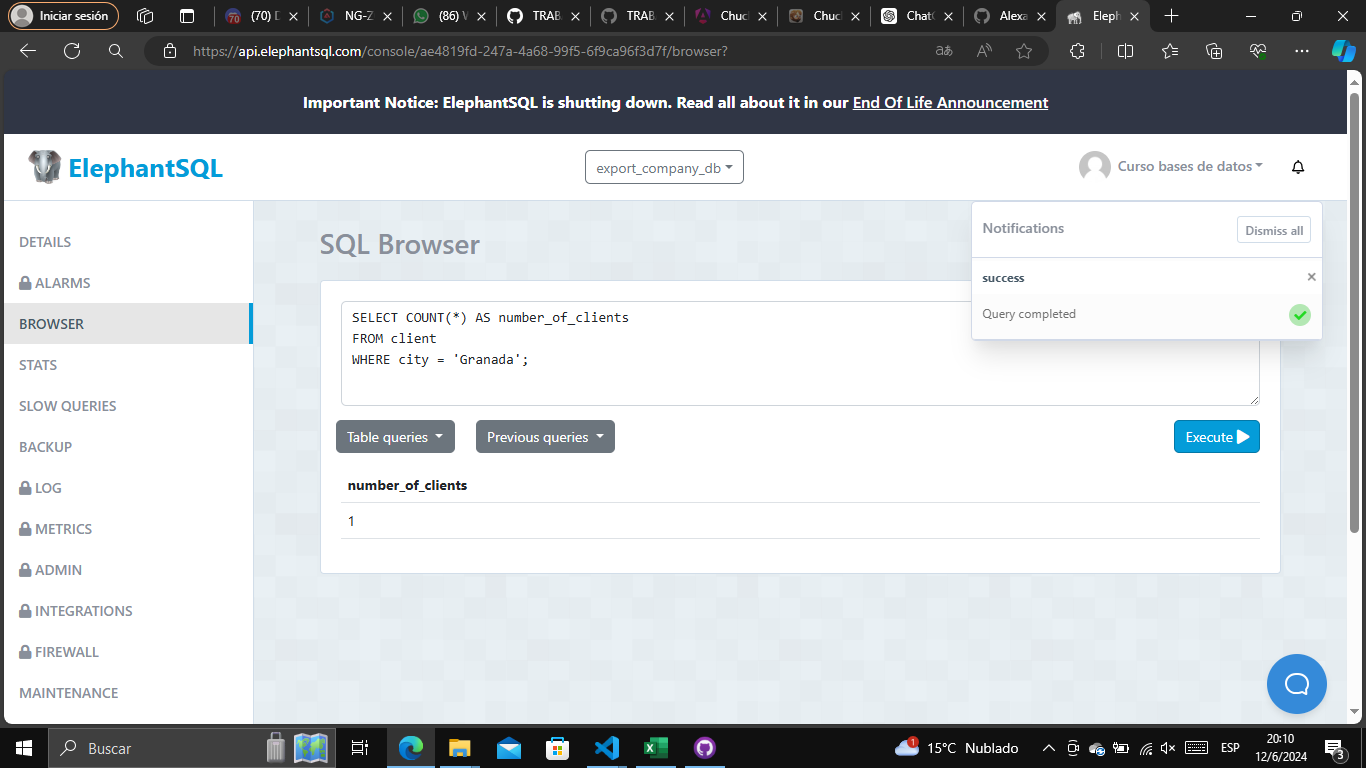 Iniciar sesión
(70) D
NG-Z
(86) V
TRAB
TRAB
Chuc
Chuc
ChatG
Alexa
Eleph
https://api.elephantsql.com/console/ae4819fd-247a-4a68-99f5-6f9ca96f3d7f/browser?
Important Notice: ElephantSQL is shutting down. Read all about it in our End Of Life Announcement
ElephantSQL
export_company_db
Curso bases de datos
DETAILS
ALARMS
BROWSER
STATS
SLOW QUERIES
BACKUP
LOG
METRICS
ADMIN
INTEGRATIONS
FIREWALL
MAINTENANCE
SQL Browser
Notifications
Dismiss all
success
Query completed
SELECT COUNT(*) AS number_of_clients
FROM client
WHERE city = 'Granada';
Table queries
Previous queries
Execute
number_of_clients
1
Buscar
1
15°C Nublado
ESP
20:10
12/6/2024
3